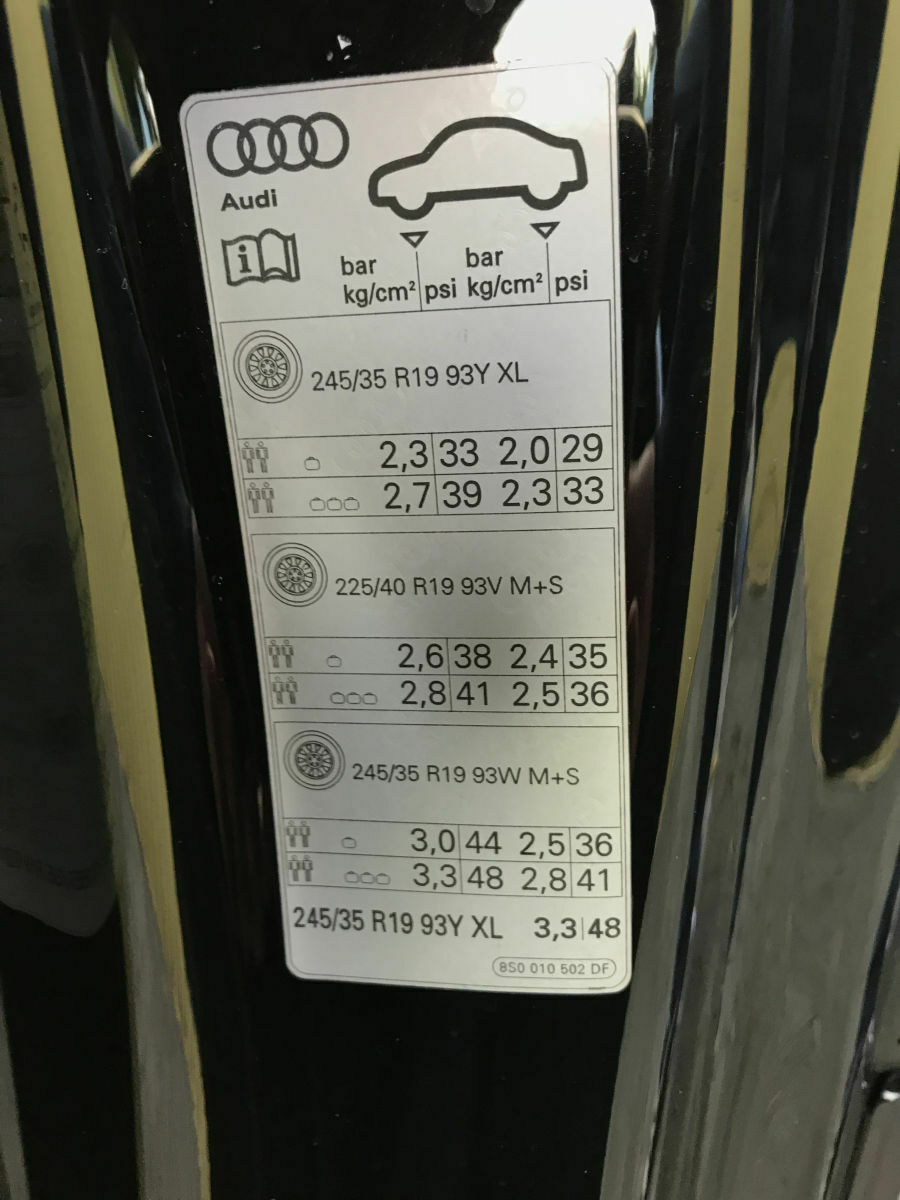 Audi
i
bar bar
kg/cm² psi kg/cm² psi
245/35 R19 93Y XL
2,3 33 2,0 29
2,7 39 2,3 33
225/40 R19 93V M+S
2,6 38 2,4 35
2,8 41 2,5 36
245/35 R19 93W M+S
3,0 44 2,5 36
3,3 48 2,8 41
245/35 R19 93Y XL 3,3 48
8S0 010 502 DF